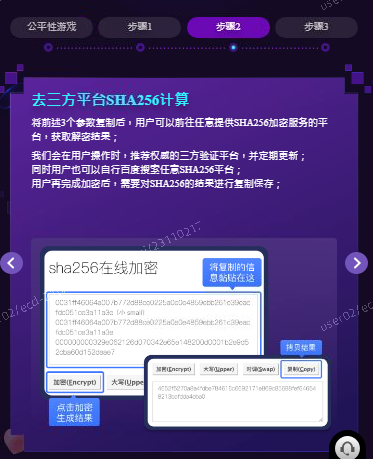 公平性游戏
步骤1
步骤2
步骤3
去三方平台SHA256计算
将前述3个参数复制后，用户可以前往任意提供SHA256加密服务的平
台，获取解密结果；
我们会在用户操作时，推荐权威的三方验证平台，并定期更新；
同时用户也可以自行百度搜索任意SHA256平台；
用户再完成加密后，需要对SHA256的结果进行复制保存；
sha256在线加密
将复制的信
息粘贴在这
加密(Encrypt)
大写(Upper)
点击加密
生成结果
拷贝结果
加密(Encrypt)
大写(Upper)
对调(Swap)
复制(Copy)